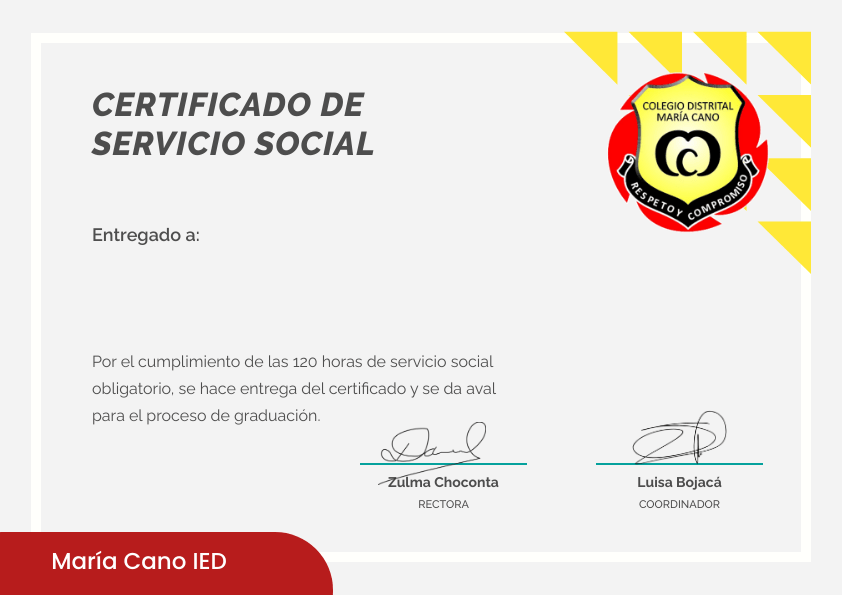 CERTIFICADO DE
SERVICIO SOCIAL
COLEGIO DISTRITAL
MARÍA CANO
RESPETO Y COMPROMISO
Entregado a:
Por el cumplimiento de las 120 horas de servicio social
obligatorio, se hace entrega del certificado y se da aval
para el proceso de graduación.
Zulma Choconta
RECTORA
Luisa Bojacá
COORDINADOR
María Cano IED